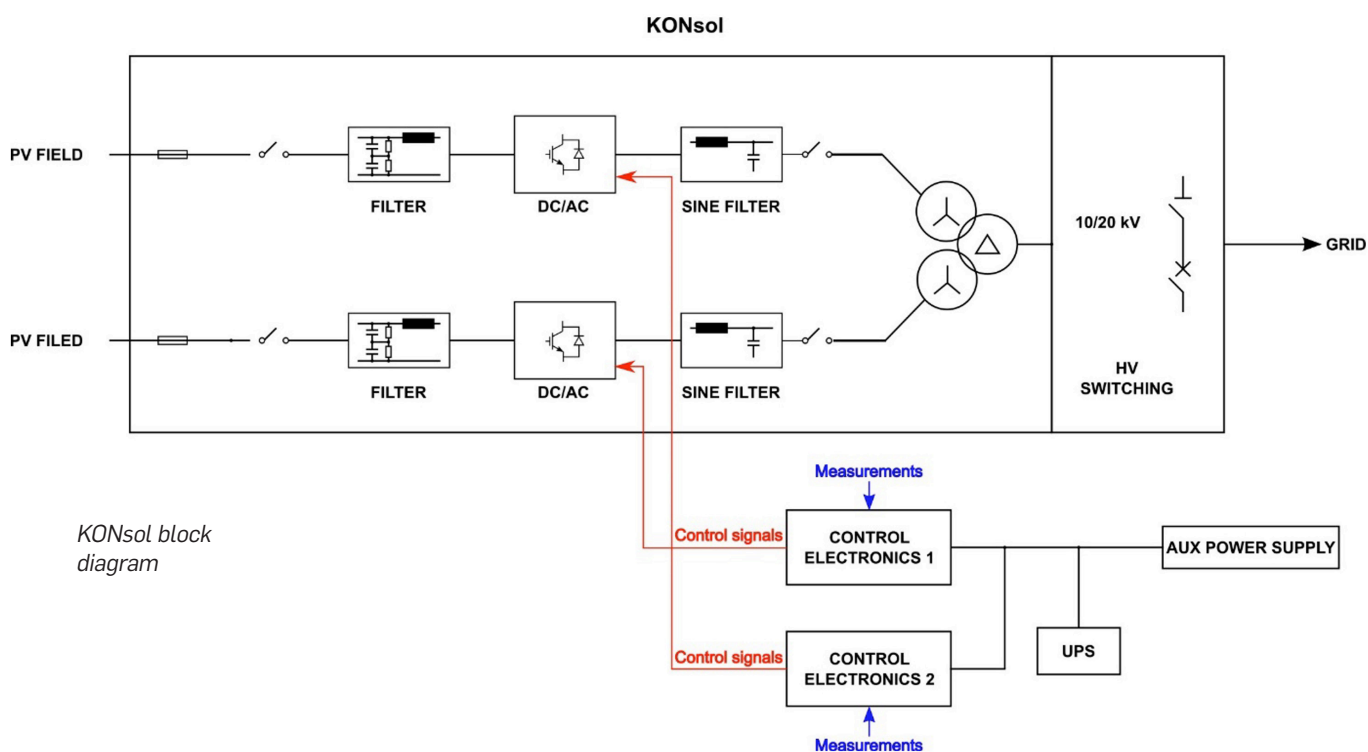 KONsol
PV FIELD
FILTER
DC/AC
SINE FILTER
10/20 kV
GRID
PV FILED
FILTER
DC/AC
SINE FILTER
HV
SWITCHING
Measurements
KONsol block
diagram
Control signals
CONTROL
ELECTRONICS 1
AUX POWER SUPPLY
Control signals
CONTROL
ELECTRONICS 2
UPS
Measurements